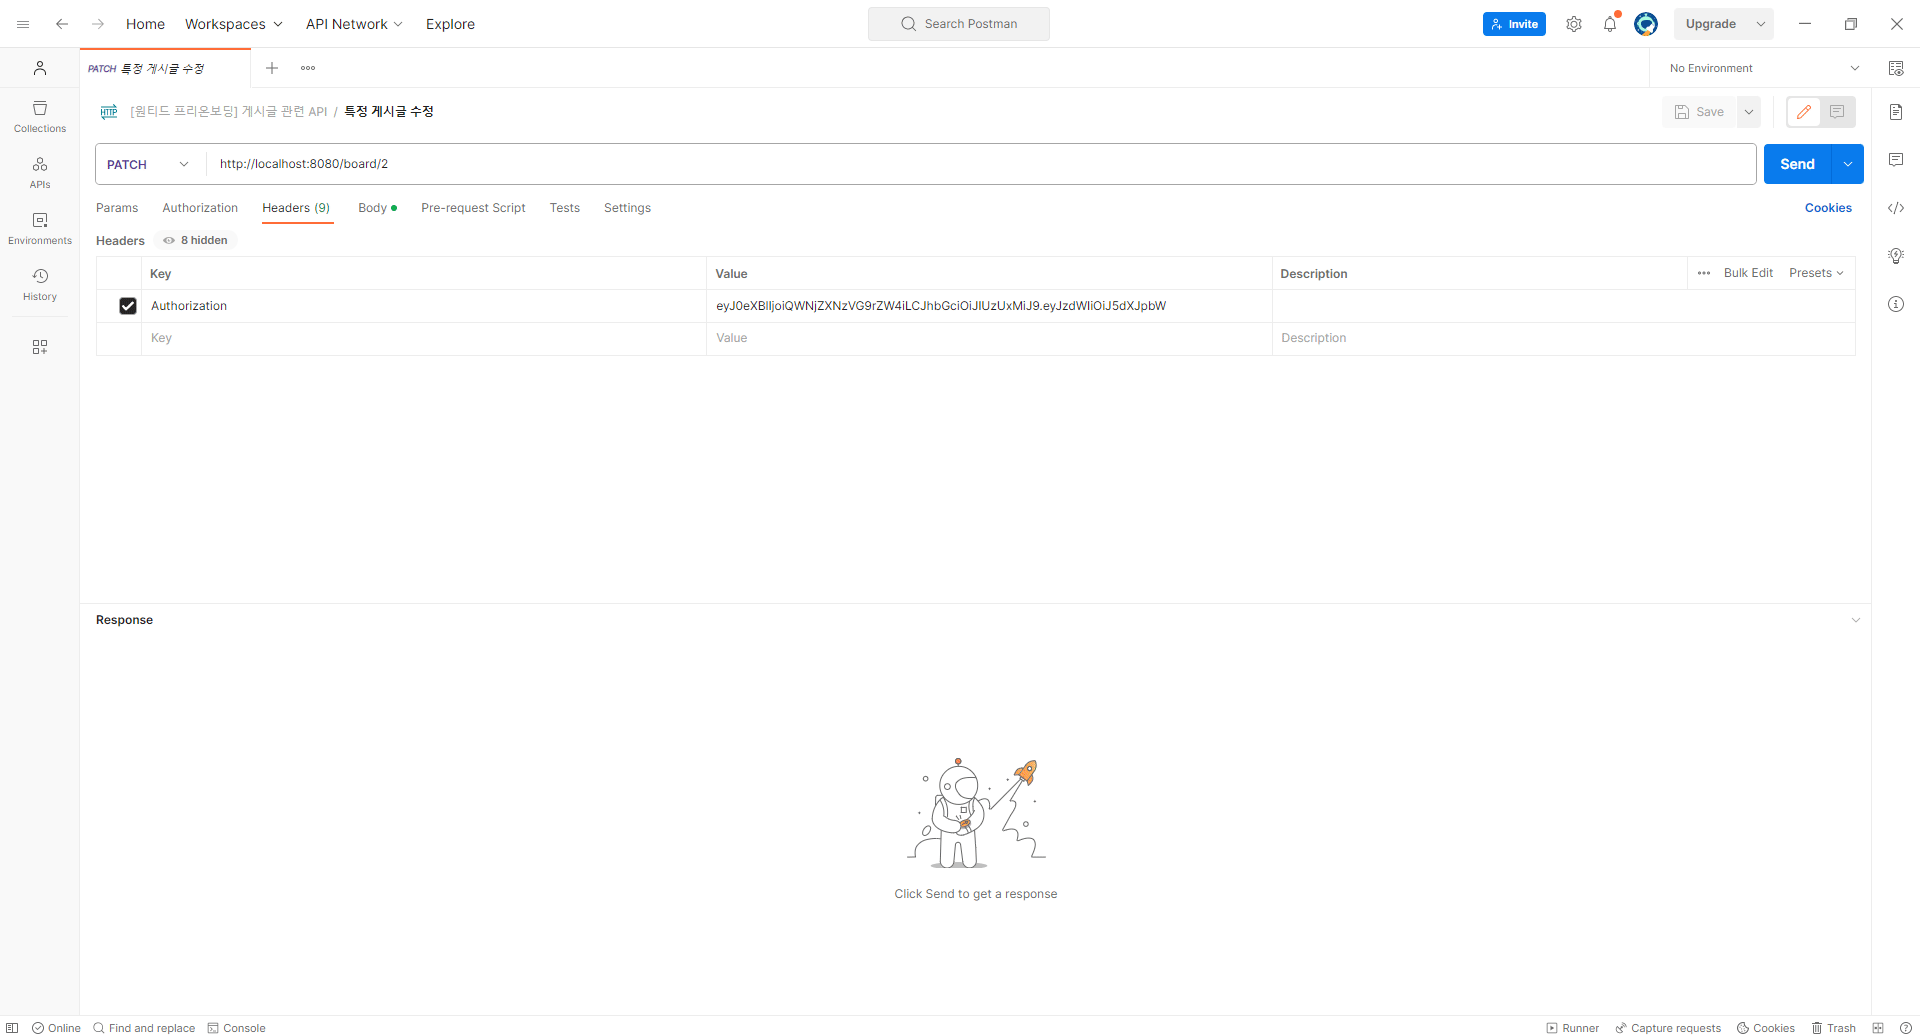 Home Workspaces API Network Explore Search Postman Invite Upgrade
PATCH 특정 게시글 수정 No Environment
HTTP [원티드 프리온보딩] 게시글 관련 API / 특정 게시글 수정 Save
Collections
PATCH http://localhost:8080/board/2 Send
APIs
Params Authorization Headers (9) Body Pre-request Script Tests Settings Cookies
Environments
Headers 8 hidden
Key Value Description Bulk Edit Presets
History
Authorization eyJ0eXBlIjoiQWNjZXNzVG9rZW4iLCJhbGciOiJIUzUxMiJ9.eyJzdWIiOiJ5dXJpbW
Key Value Description
Response
Click Send to get a response
Online Find and replace Console Runner Capture requests Cookies Trash